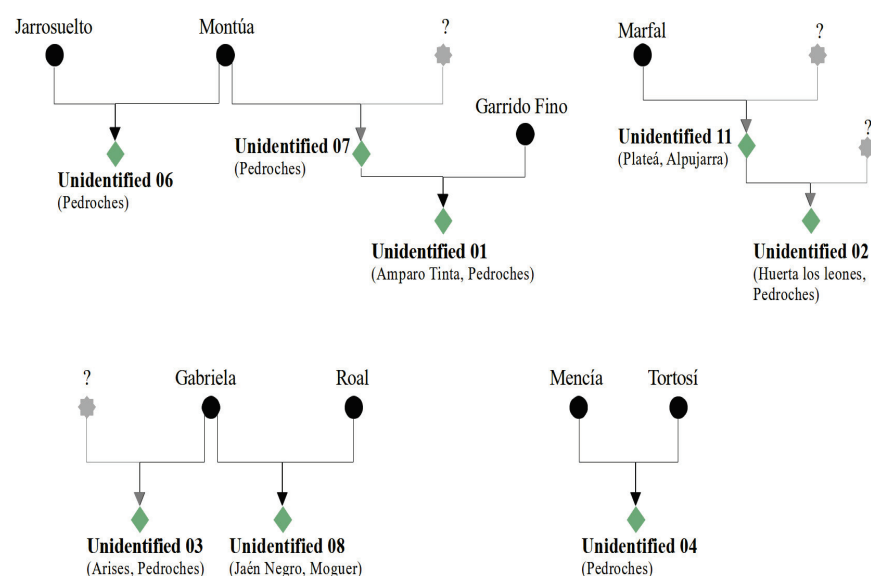 Jarrosuelto
Montúa
?
Marfal
?
Garrido Fino
Unidentified 07
(Pedroches)
Unidentified 11
(Plateá, Alpujarra)
?
Unidentified 06
(Pedroches)
Unidentified 01
(Amparo Tinta, Pedroches)
Unidentified 02
(Huerta los leones,
Pedroches)
?
Gabriela
Roal
Mencía
Tortosí
Unidentified 03
(Arises, Pedroches)
Unidentified 08
(Jaén Negro, Moguer)
Unidentified 04
(Pedroches)